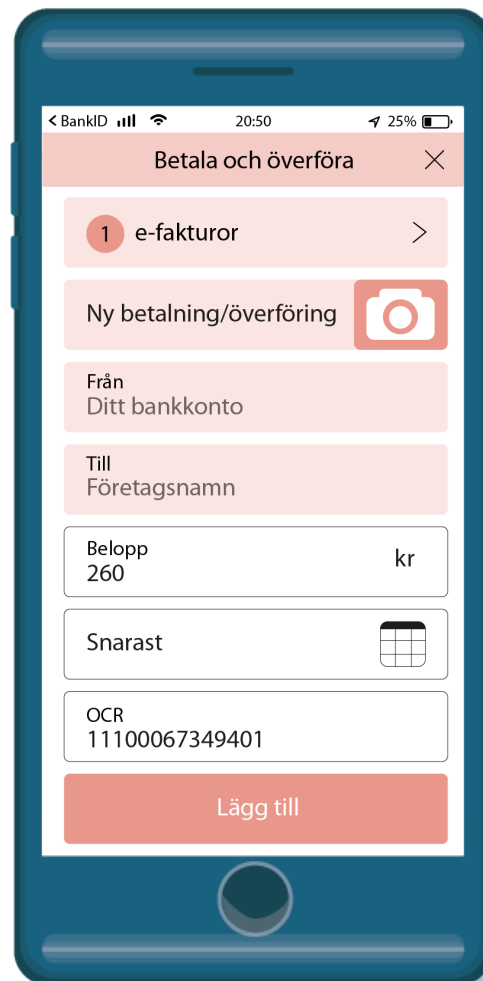 < BankID 20:50 25%
Betala och överföra
1 e-fakturor
Ny betalning/överföring
Från
Ditt bankkonto
Till
Företagsnamn
Belopp
260 kr
Snarast
OCR
11100067349401
Lägg till